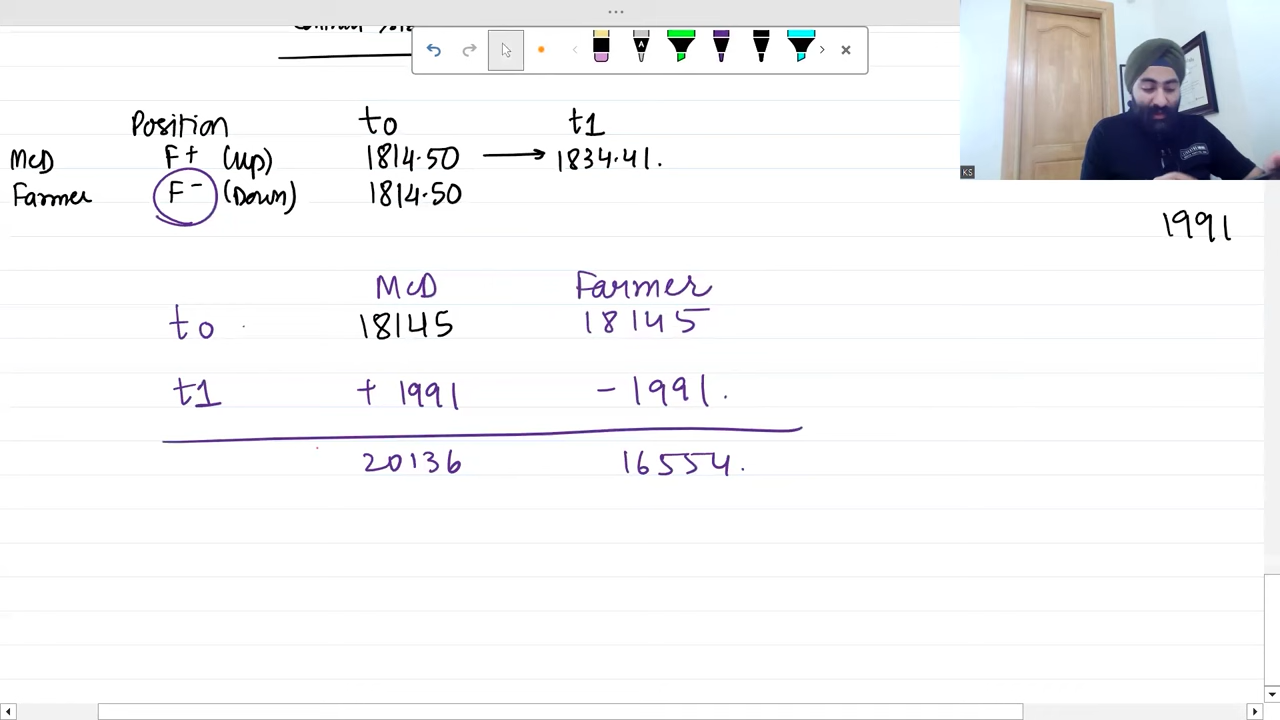 Position t0 t1
McD F+ (Up) 1814.50 → 1834.41.
Farmer F- (Down) 1814.50
1991
McD Farmer
t0 18145 18145
t1 + 1991 - 1991.
20136 16554.
KS